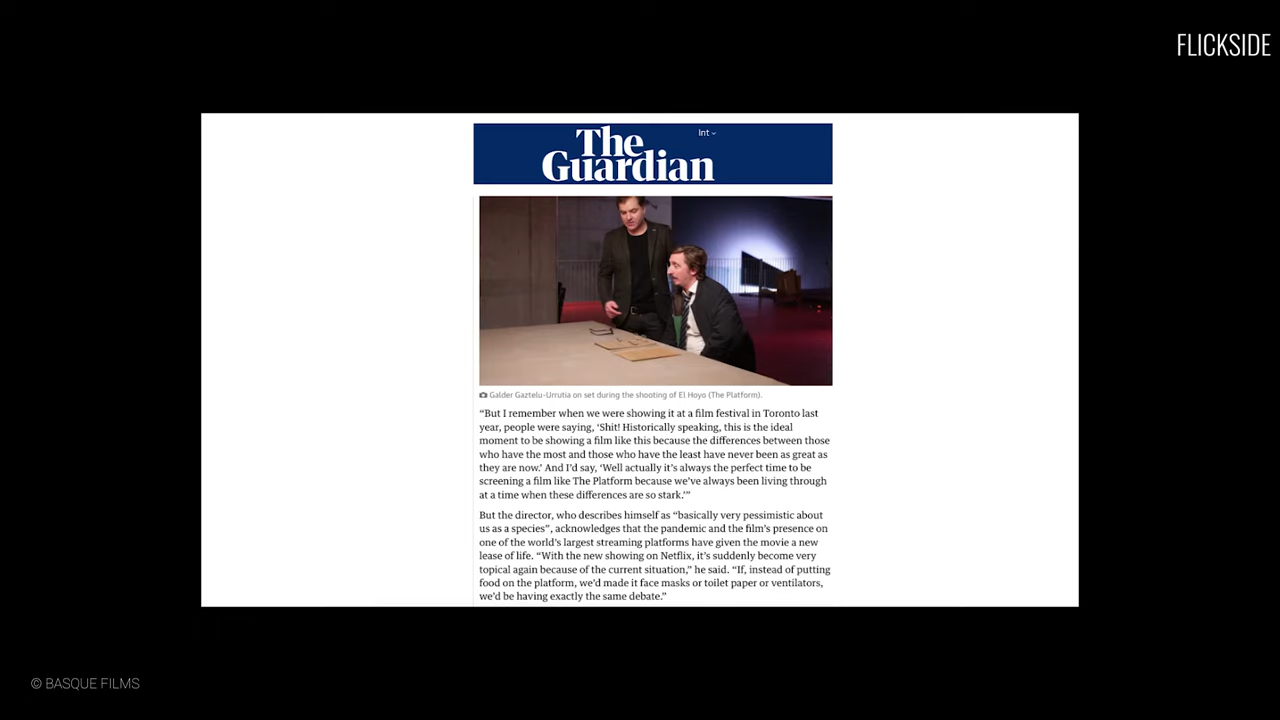 FLICKSIDE
The
Guardian
Int
Galder Gaztelu-Urrutia on set during the shooting of El Hoyo (The Platform).
“But I remember when we were showing it at a film festival in Toronto last
year, people were saying, ‘Shit! Historically speaking, this is the ideal
moment to be showing a film like this because the differences between those
who have the most and those who have the least have never been as great as
they are now.’ And I’d say, ‘Well actually it’s always the perfect time to be
screening a film like The Platform because we’ve always been living through
at a time when these differences are so stark.’”
But the director, who describes himself as “basically very pessimistic about
us as a species”, acknowledges that the pandemic and the film’s presence on
one of the world’s largest streaming platforms have given the movie a new
lease of life. “With the new showing on Netflix, it’s suddenly become very
topical again because of the current situation,” he said. “If, instead of putting
food on the platform, we’d made it face masks or toilet paper or ventilators,
we’d be having exactly the same debate.”
© BASQUE FILMS